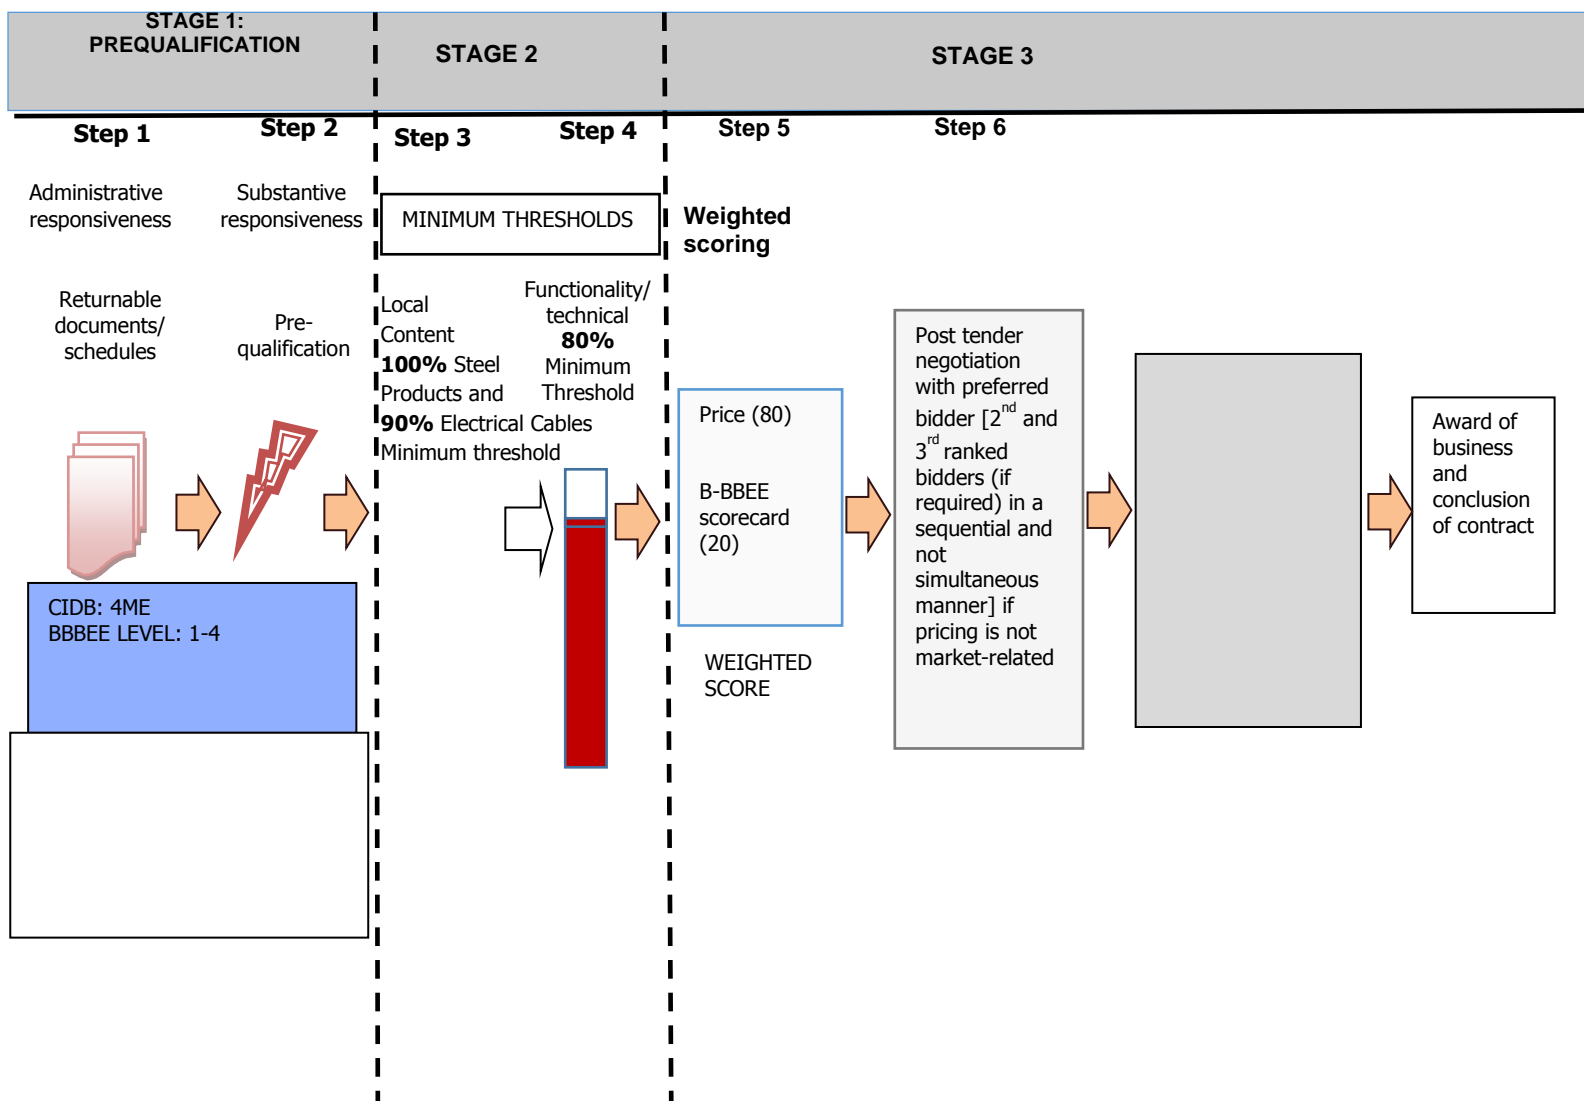 STAGE 1:
PREQUALIFICATION
STAGE 2
STAGE 3
Step 1
Step 2
Step 3
Step 4
Step 5
Step 6
Administrative
responsiveness
Substantive
responsiveness
MINIMUM THRESHOLDS
Weighted
scoring
Returnable
documents/
schedules
Pre-
qualification
Local
Content
100% Steel
Products and
90% Electrical Cables
Minimum threshold
Functionality/
technical
80%
Minimum
Threshold
Price (80)
B-BBEE
scorecard
(20)
WEIGHTED
SCORE
Post tender
negotiation
with preferred
bidder [2nd and
3rd ranked
bidders (if
required) in a
sequential and
not
simultaneous
manner] if
pricing is not
market-related
Award of
business
and
conclusion
of contract
CIDB: 4ME
BBBEE LEVEL: 1-4